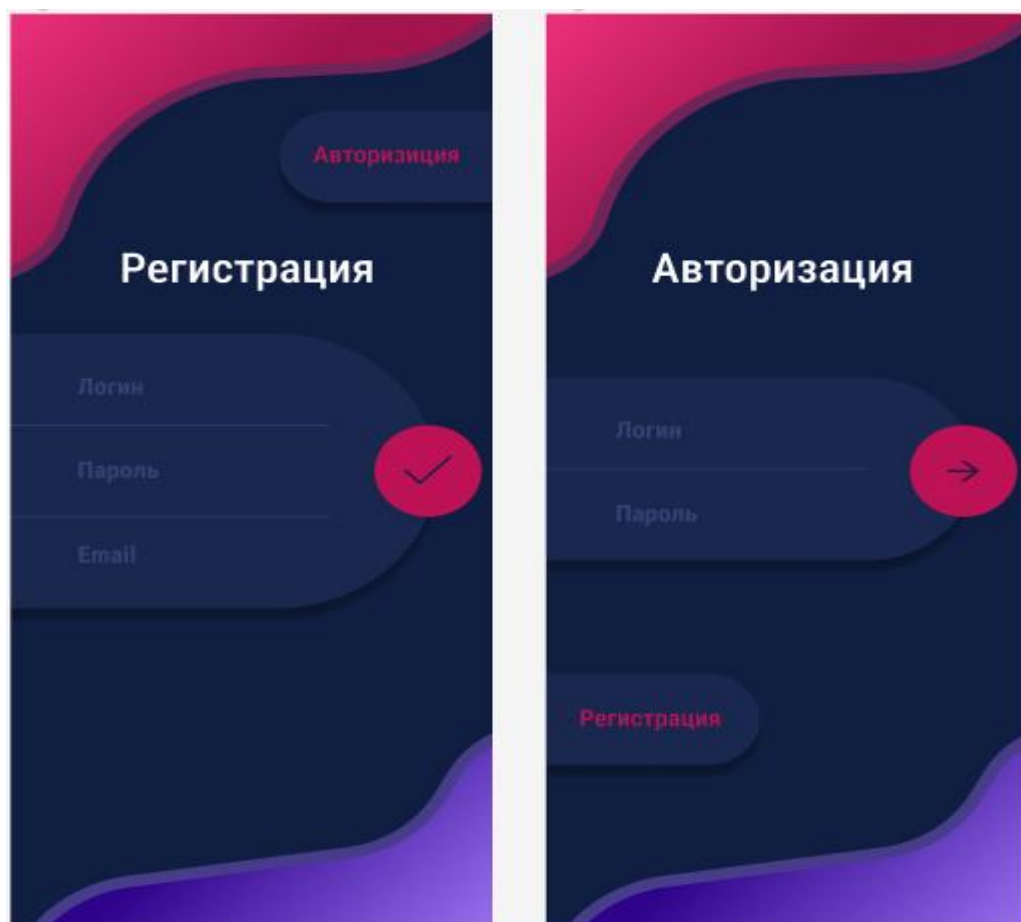 Авторизиция
Регистрация
Логин
Пароль
Email
Авторизация
Логин
Пароль
Регистрация